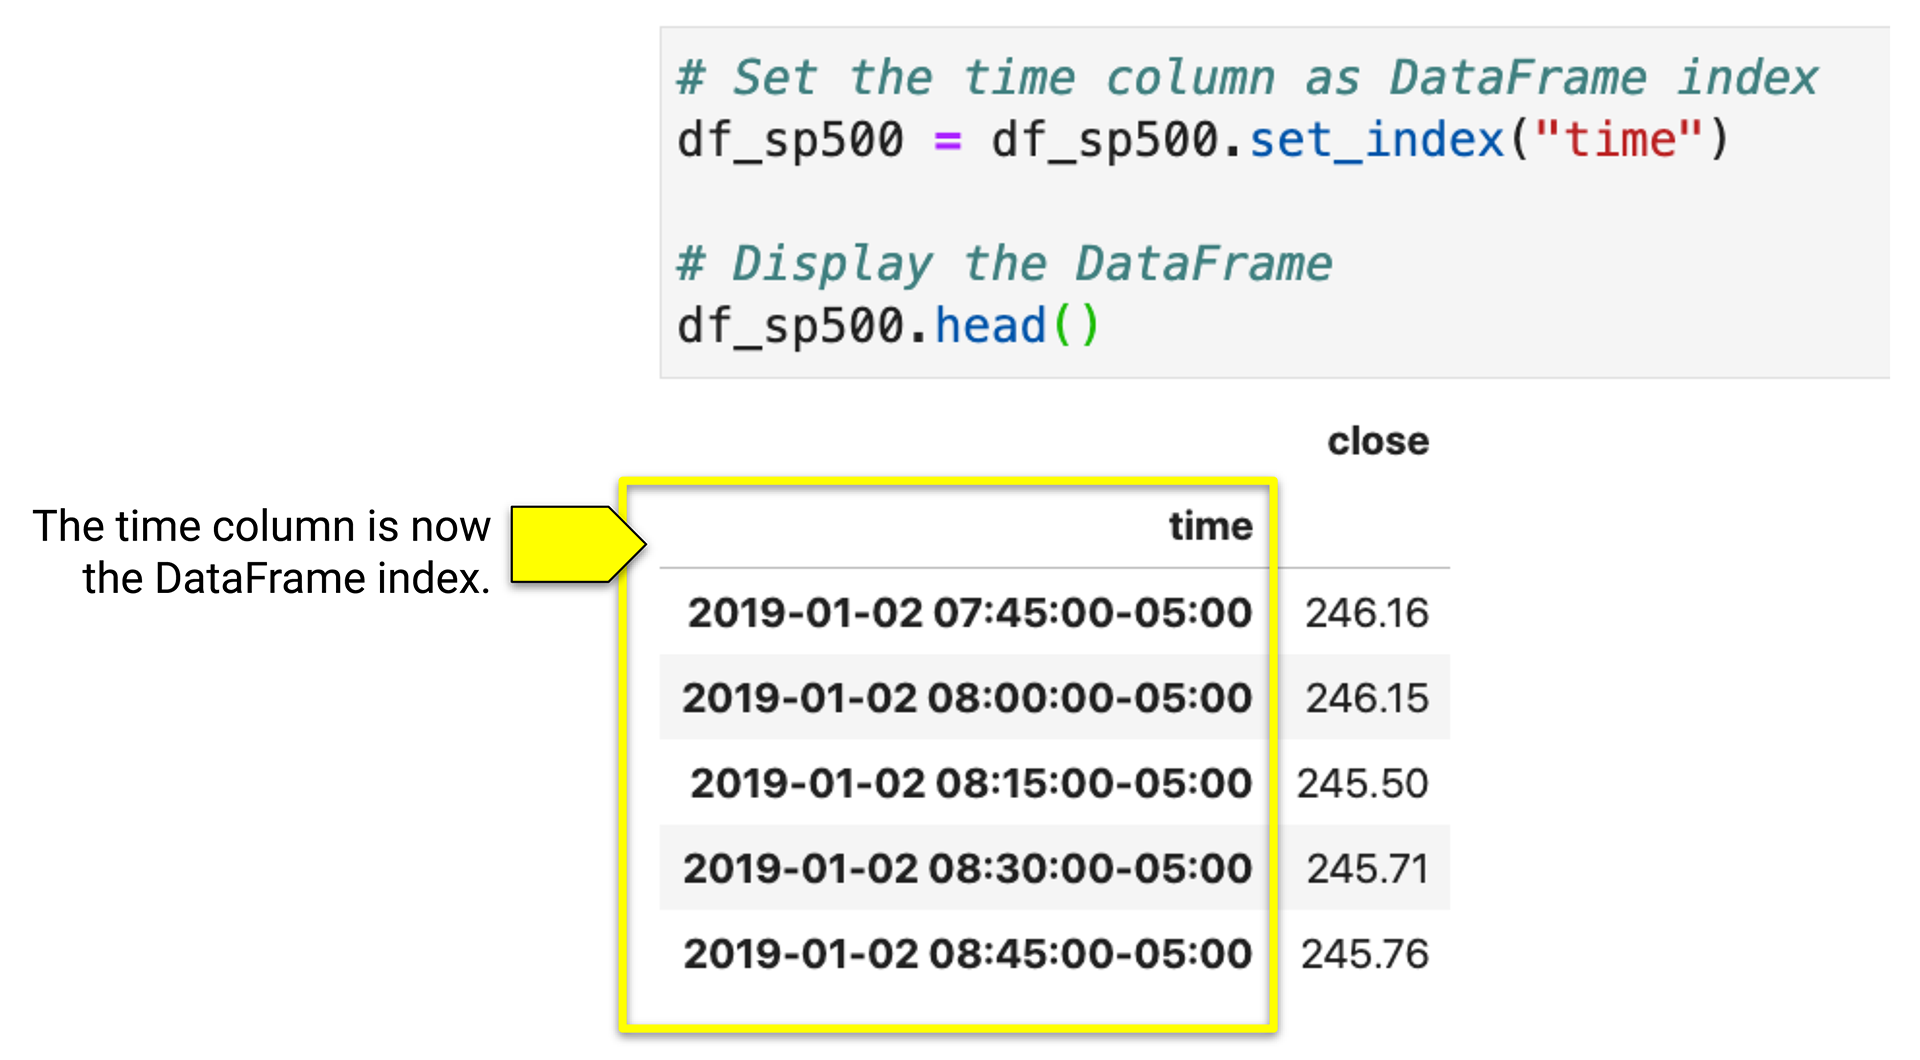 # Set the time column as DataFrame index
df_sp500 = df_sp500.set_index("time")
# Display the DataFrame
df_sp500.head()
close
The time column is now
the DataFrame index.
time
2019-01-02 07:45:00-05:00 246.16
2019-01-02 08:00:00-05:00 246.15
2019-01-02 08:15:00-05:00 245.50
2019-01-02 08:30:00-05:00 245.71
2019-01-02 08:45:00-05:00 245.76